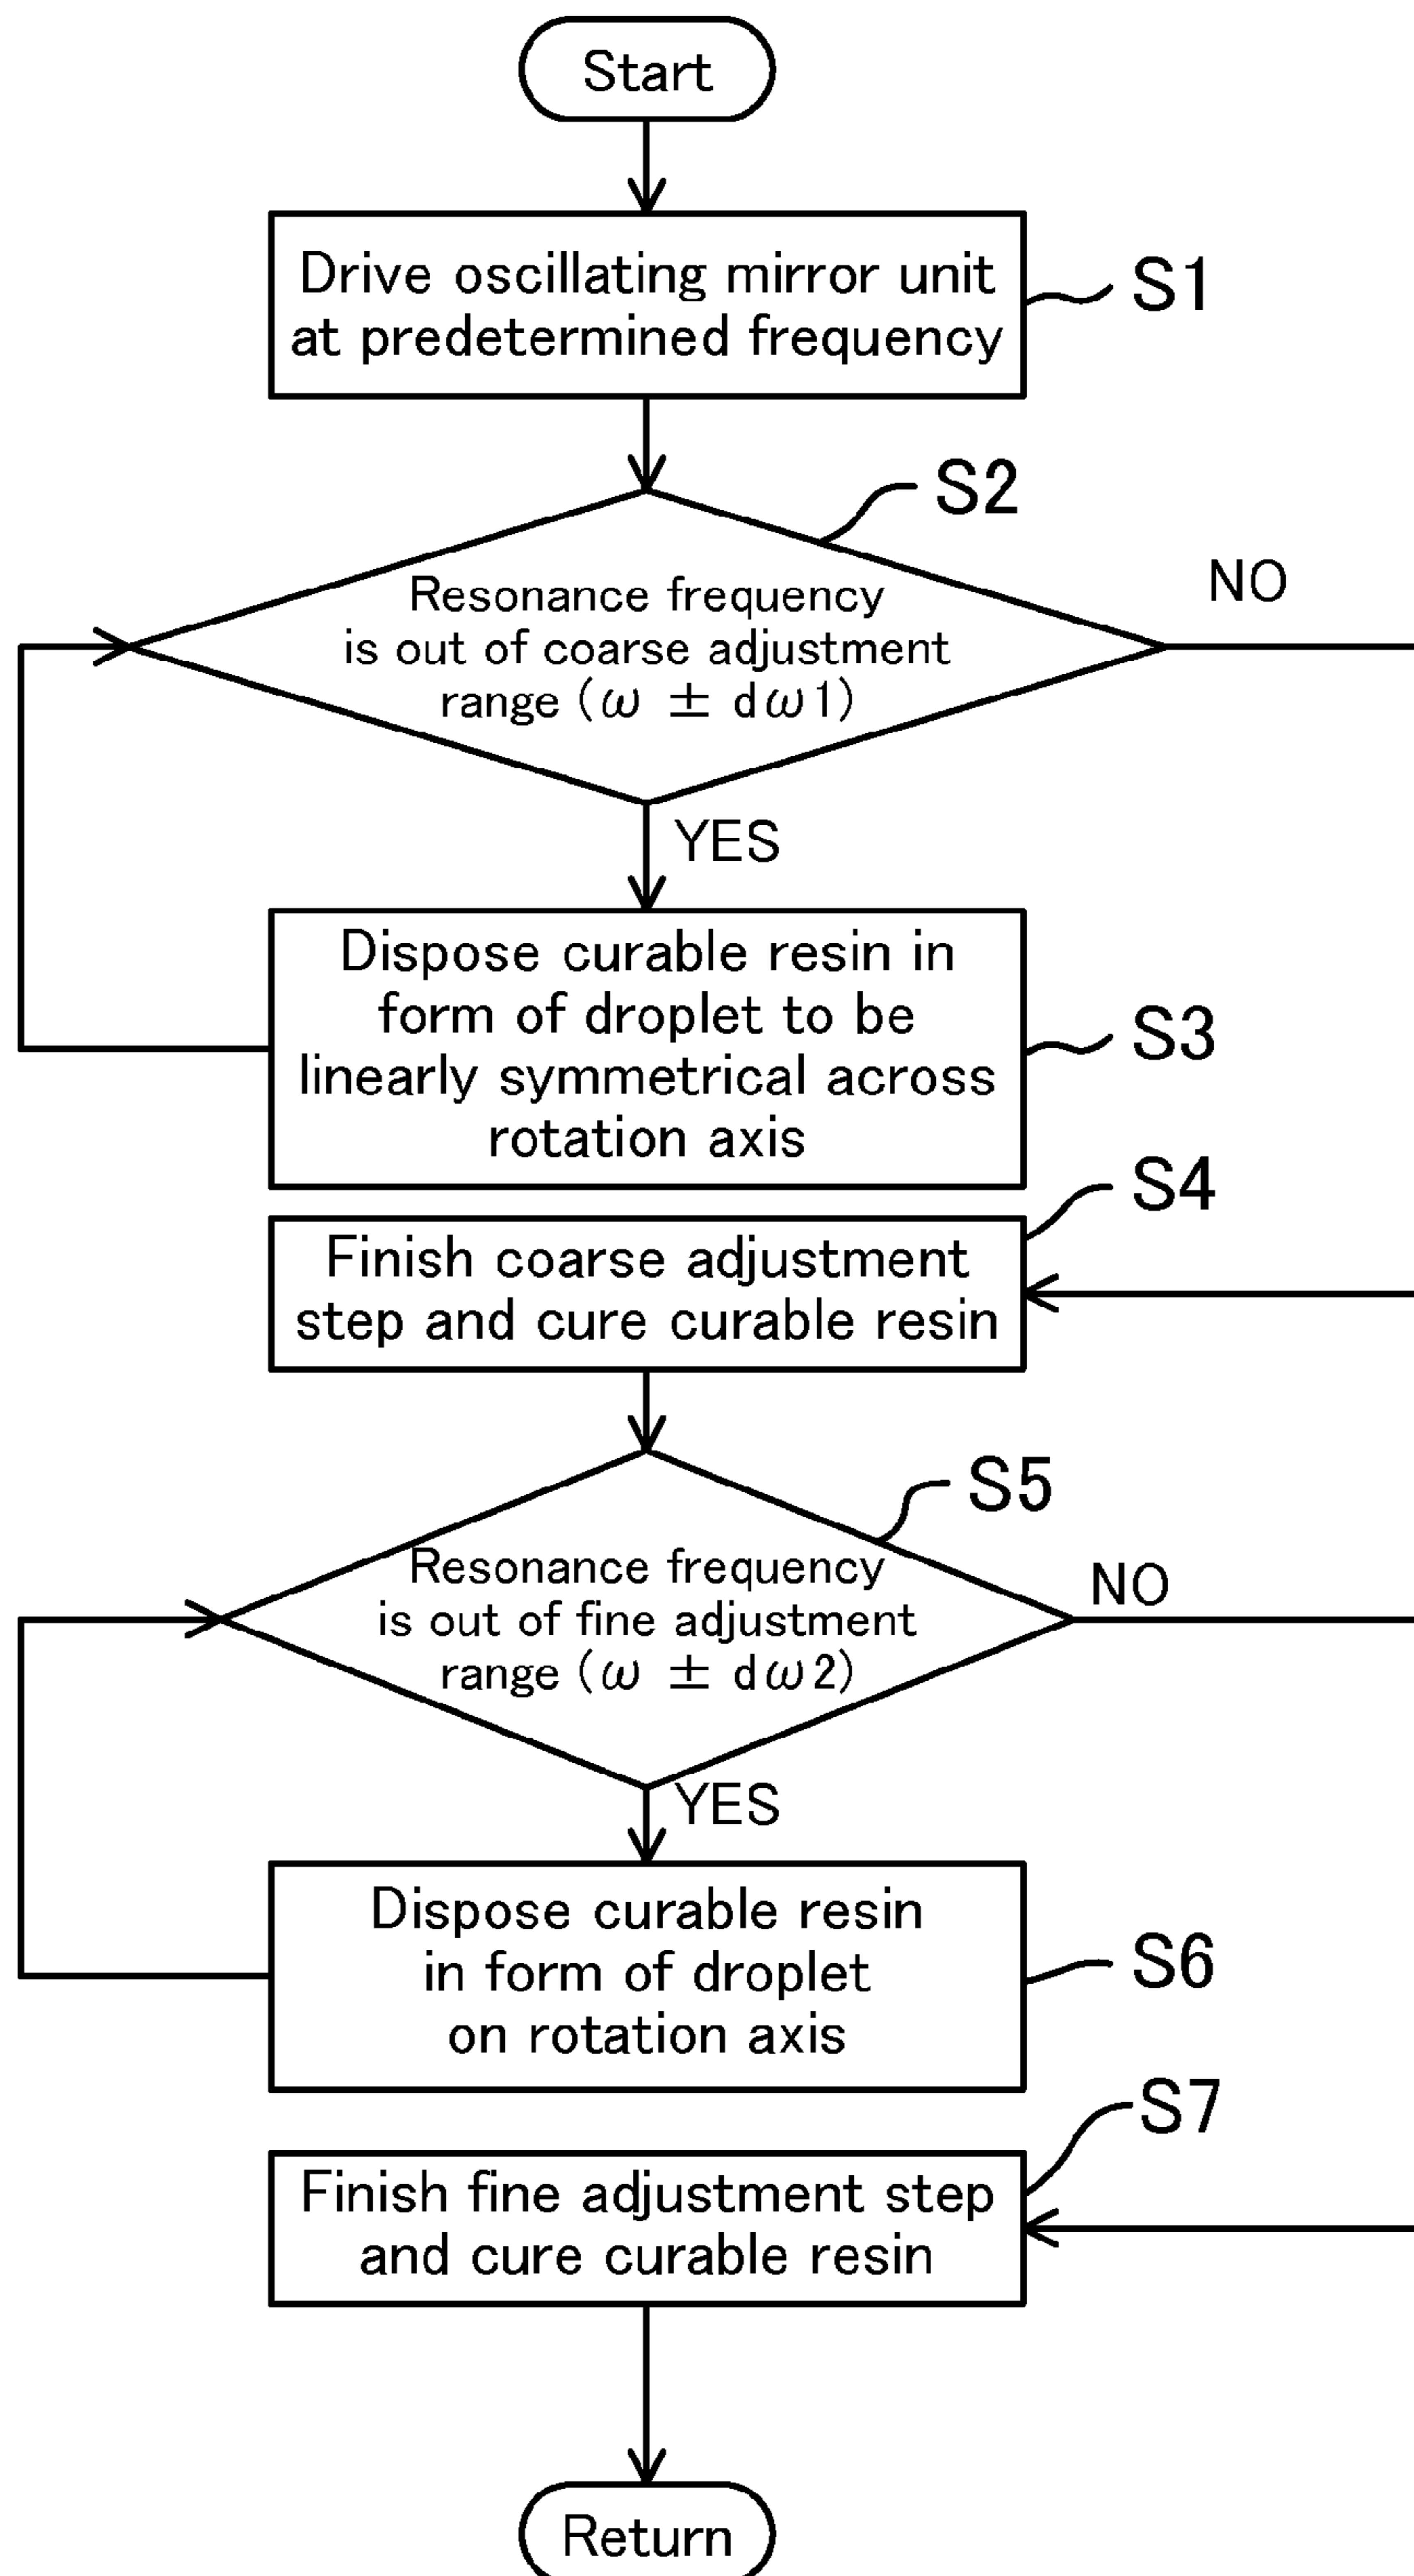 Start
Drive oscillating mirror unit
at predetermined frequency
S1
S2
Resonance frequency
is out of coarse adjustment
range (ω ± dω1)
NO
YES
Dispose curable resin in
form of droplet to be
linearly symmetrical across
rotation axis
S3
S4
Finish coarse adjustment
step and cure curable resin
S5
Resonance frequency
is out of fine adjustment
range (ω ± dω2)
NO
YES
Dispose curable resin
in form of droplet
on rotation axis
S6
S7
Finish fine adjustment step
and cure curable resin
Return